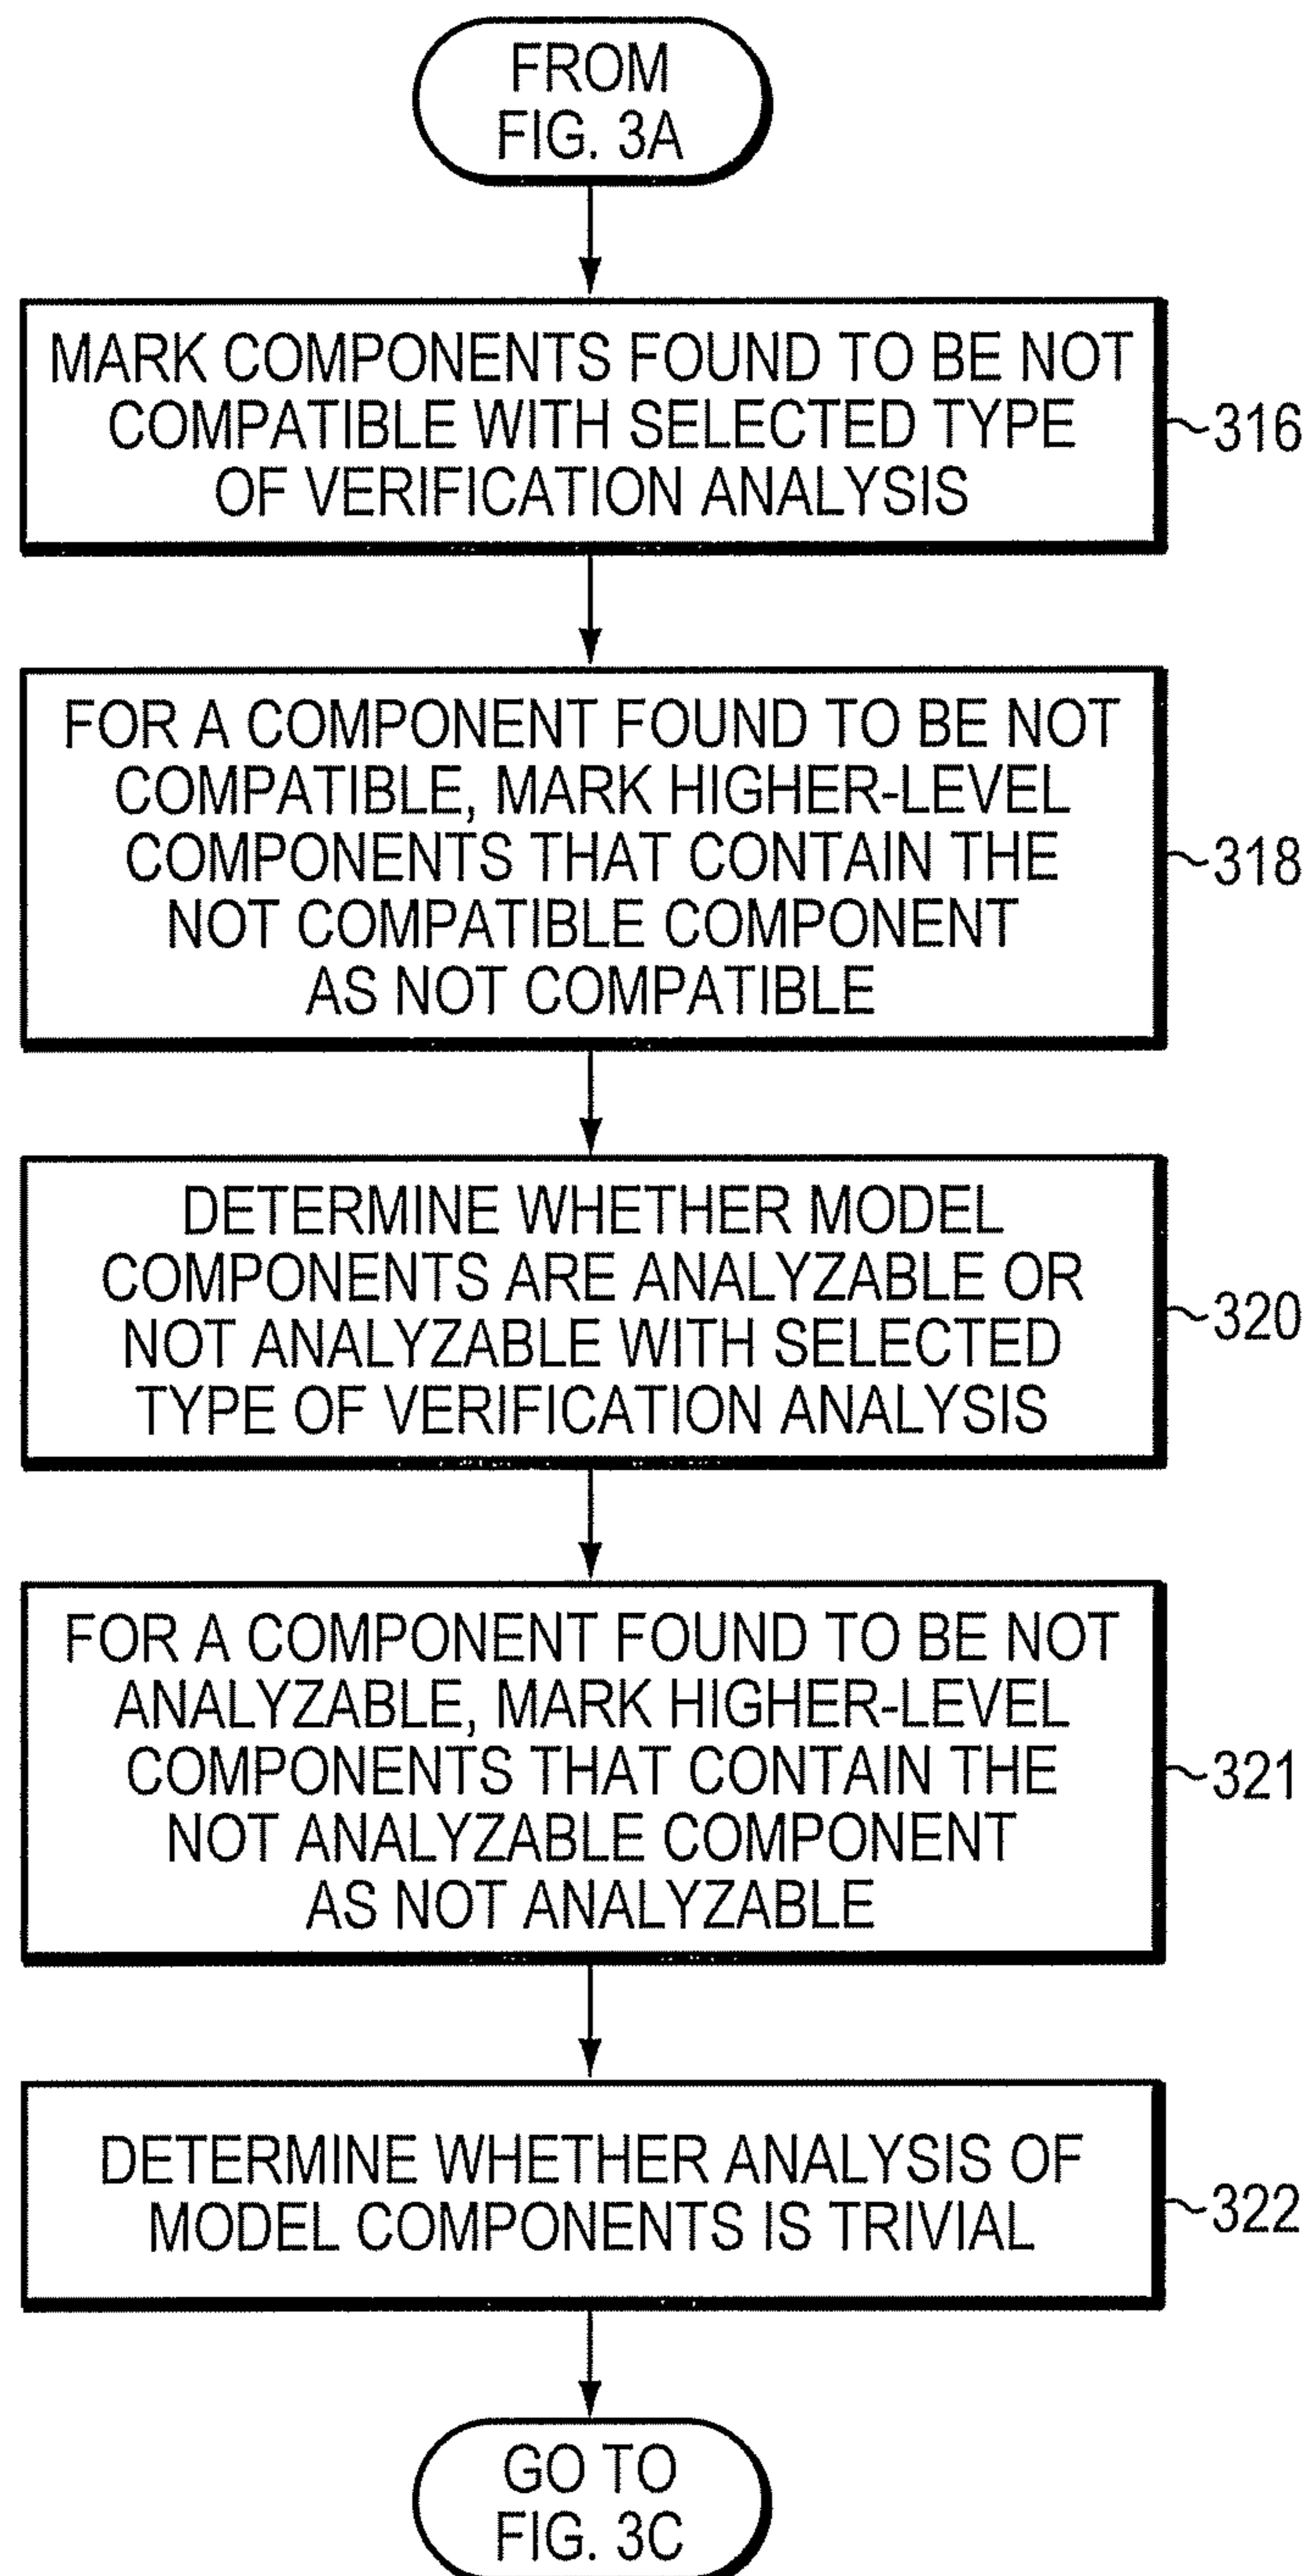 FROM
FIG. 3A
MARK COMPONENTS FOUND TO BE NOT
COMPATIBLE WITH SELECTED TYPE
OF VERIFICATION ANALYSIS
316
FOR A COMPONENT FOUND TO BE NOT
COMPATIBLE, MARK HIGHER-LEVEL
COMPONENTS THAT CONTAIN THE
NOT COMPATIBLE COMPONENT
AS NOT COMPATIBLE
318
DETERMINE WHETHER MODEL
COMPONENTS ARE ANALYZABLE OR
NOT ANALYZABLE WITH SELECTED
TYPE OF VERIFICATION ANALYSIS
320
FOR A COMPONENT FOUND TO BE NOT
ANALYZABLE, MARK HIGHER-LEVEL
COMPONENTS THAT CONTAIN THE
NOT ANALYZABLE COMPONENT
AS NOT ANALYZABLE
321
DETERMINE WHETHER ANALYSIS OF
MODEL COMPONENTS IS TRIVIAL
322
GO TO
FIG. 3C